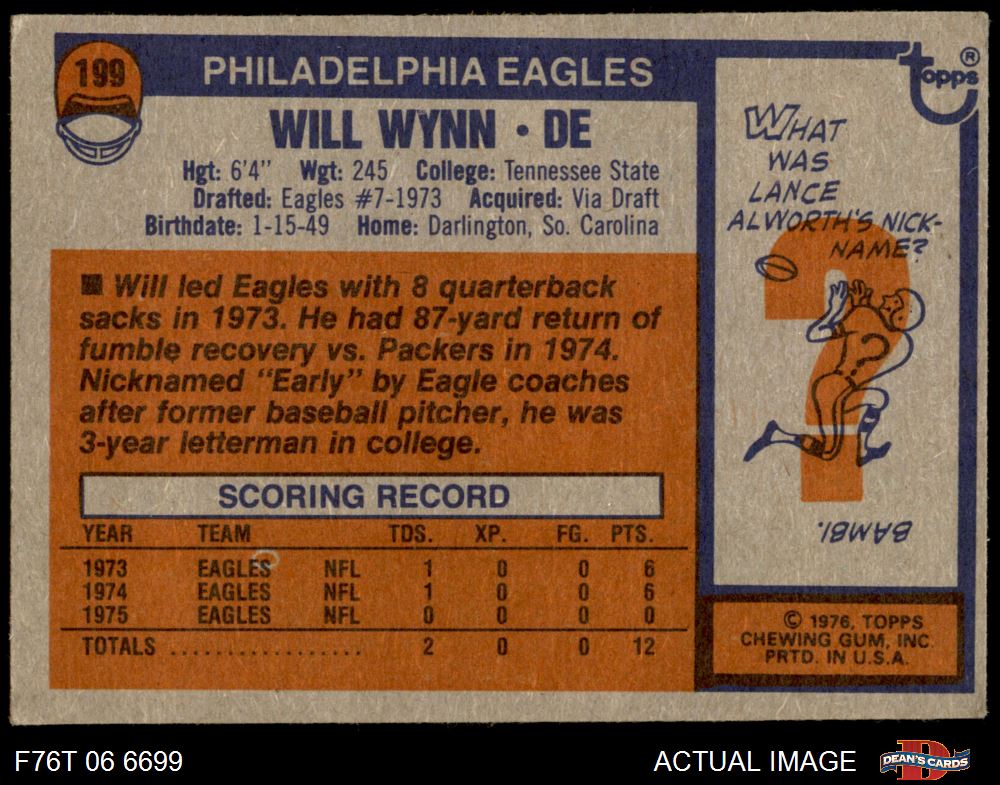 199
PHILADELPHIA EAGLES
WILL WYNN • DE
Hgt: 6'4" Wgt: 245 College: Tennessee State
Drafted: Eagles #7-1973 Acquired: Via Draft
Birthdate: 1-15-49 Home: Darlington, So. Carolina
■ Will led Eagles with 8 quarterback
sacks in 1973. He had 87-yard return of
fumble recovery vs. Packers in 1974.
Nicknamed "Early" by Eagle coaches
after former baseball pitcher, he was
3-year letterman in college.
SCORING RECORD
YEAR TEAM TDS. XP. FG. PTS.
1973 EAGLES NFL 1 0 0 6
1974 EAGLES NFL 1 0 0 6
1975 EAGLES NFL 0 0 0 0
TOTALS .................. 2 0 0 12
topps®
WHAT
WAS
LANCE
ALWORTH'S NICK-
NAME?
?
BAMBI.
© 1976, TOPPS
CHEWING GUM, INC.
PRTD. IN U.S.A.
F76T 06 6699
ACTUAL IMAGE
D
DEAN'S CARDS